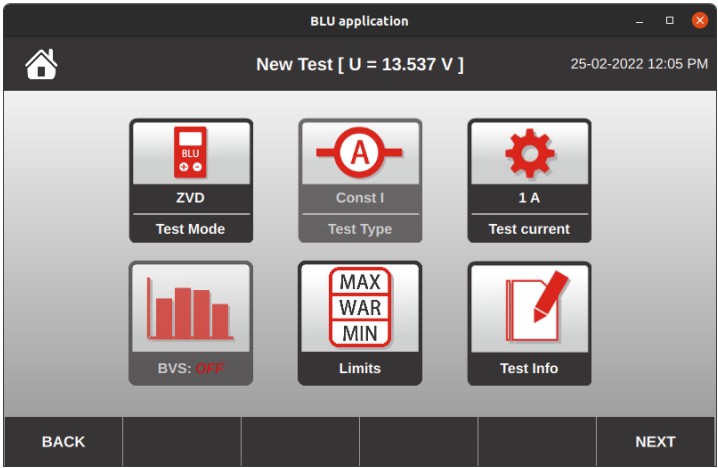 BLU application
New Test [ U = 13.537 V ]
25-02-2022 12:05 PM
BLU
ZVD
Test Mode
A
Const I
Test Type
1 A
Test current
BVS: OFF
MAX
WAR
MIN
Limits
Test Info
BACK
NEXT